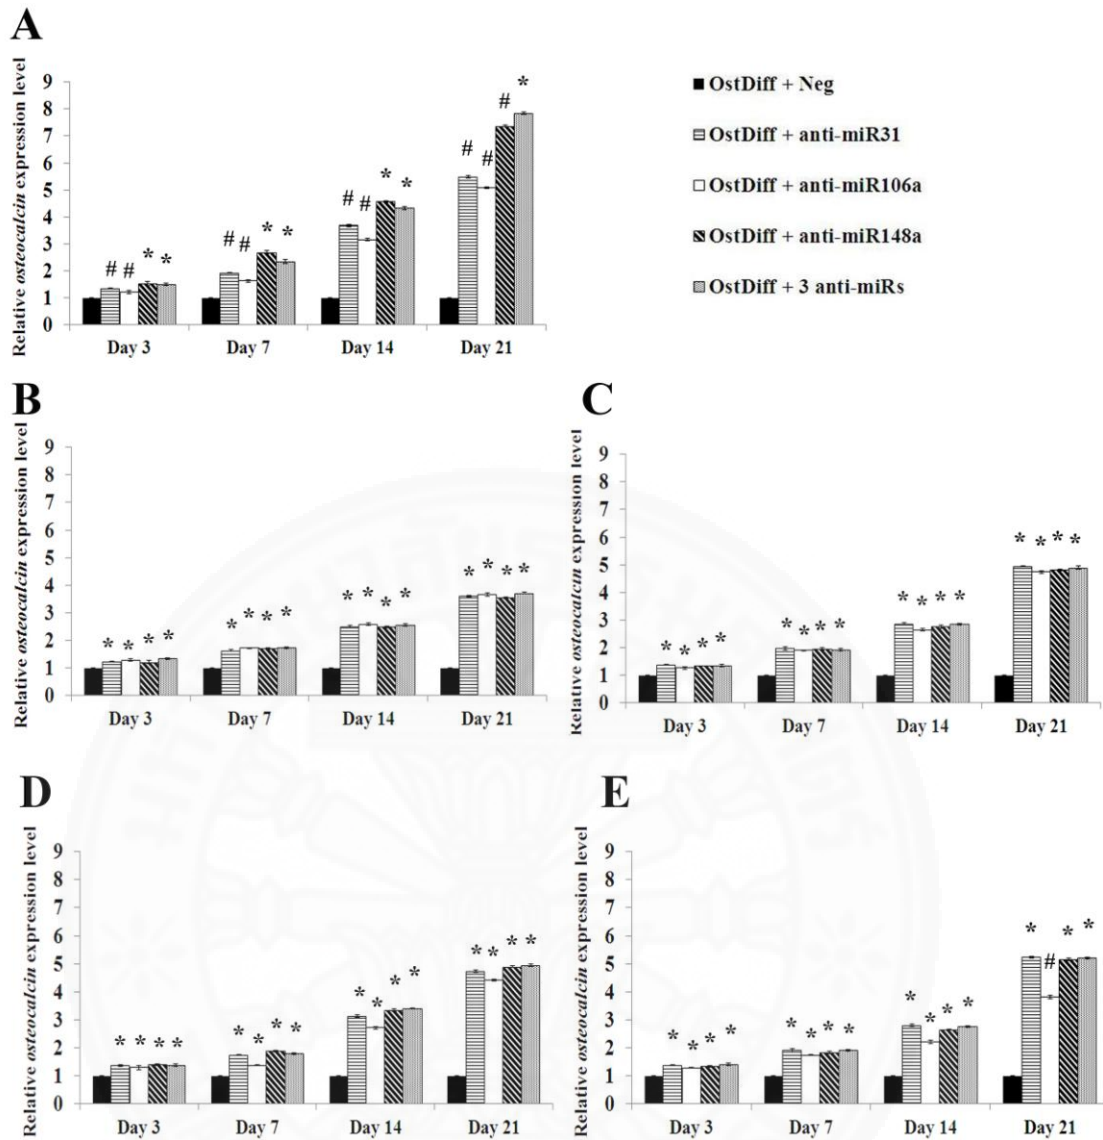 A
Relative osteocalcin expression level
9
8
7
6
5
4
3
2
1
0
# # * *
# # * *
# # * *
# # # *
Day 3 Day 7 Day 14 Day 21
OstDiff + Neg
OstDiff + anti-miR31
OstDiff + anti-miR106a
OstDiff + anti-miR148a
OstDiff + 3 anti-miRs
B
Relative osteocalcin expression level
9
8
7
6
5
4
3
2
1
0
* * * *
* * * *
* * * *
* * * *
Day 3 Day 7 Day 14 Day 21
C
Relative osteocalcin expression level
9
8
7
6
5
4
3
2
1
0
* * * *
* * * *
* * * *
* * * *
Day 3 Day 7 Day 14 Day 21
D
Relative osteocalcin expression level
9
8
7
6
5
4
3
2
1
0
* * * *
* * * *
* * * *
* * * *
Day 3 Day 7 Day 14 Day 21
E
Relative osteocalcin expression level
9
8
7
6
5
4
3
2
1
0
* * * *
* * * *
* * * *
* # * *
Day 3 Day 7 Day 14 Day 21